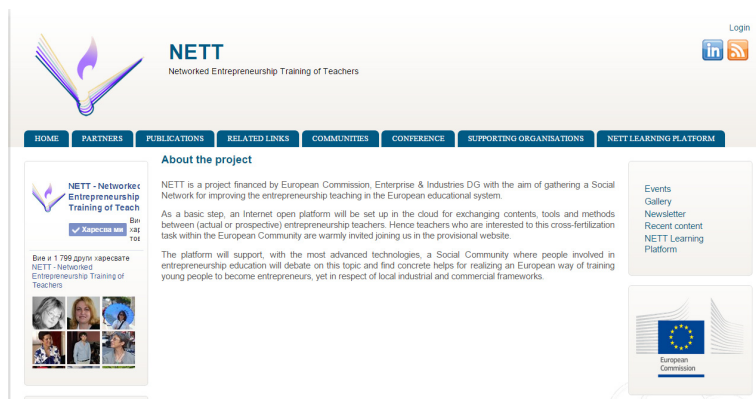 Login
NETT
Networked Entrepreneurship Training of Teachers
in
HOME PARTNERS PUBLICATIONS RELATED LINKS COMMUNITIES CONFERENCE SUPPORTING ORGANISATIONS NETT LEARNING PLATFORM
NETT - Networked
Entrepreneurship
Training of Teach
Харесва ми
Вие
хар
тов
Вие и 1 799 други харесвате
NETT - Networked
Entrepreneurship Training of
Teachers
About the project
NETT is a project financed by European Commission, Enterprise & Industries DG with the aim of gathering a Social
Network for improving the entrepreneurship teaching in the European educational system.
As a basic step, an Internet open platform will be set up in the cloud for exchanging contents, tools and methods
between (actual or prospective) entrepreneurship teachers. Hence teachers who are interested to this cross-fertilization
task within the European Community are warmly invited joining us in the provisional website.
The platform will support, with the most advanced technologies, a Social Community where people involved in
entrepreneurship education will debate on this topic and find concrete helps for realizing an European way of training
young people to become entrepreneurs, yet in respect of local industrial and commercial frameworks.
Events
Gallery
Newsletter
Recent content
NETT Learning
Platform
European
Commission